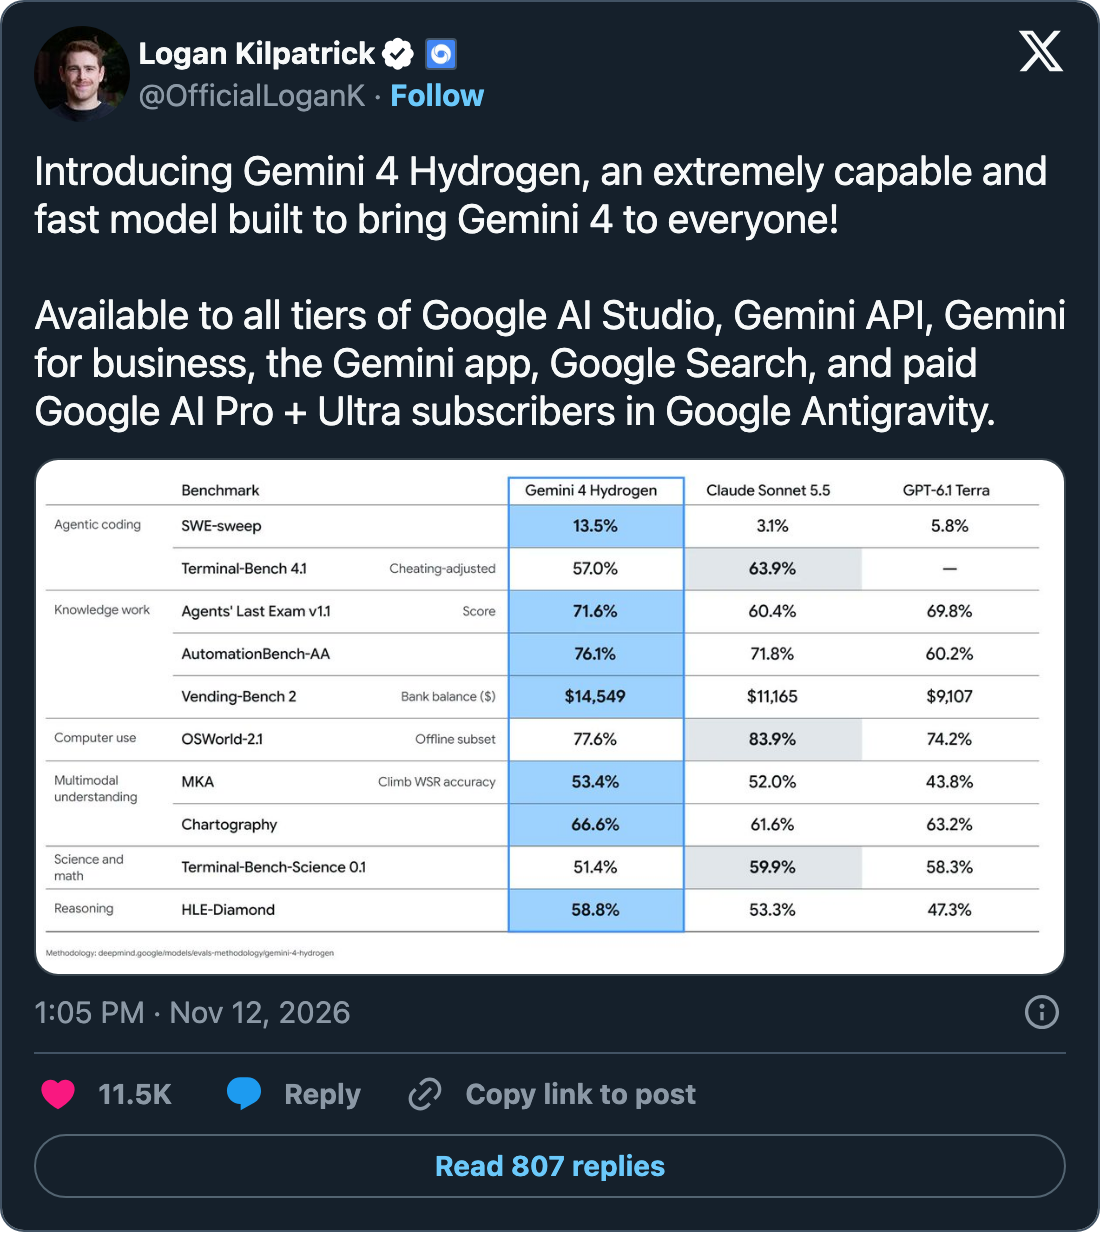 Logan Kilpatrick
@OfficialLoganK · Follow
Introducing Gemini 4 Hydrogen, an extremely capable and
fast model built to bring Gemini 4 to everyone!
Available to all tiers of Google AI Studio, Gemini API, Gemini
for business, the Gemini app, Google Search, and paid
Google AI Pro + Ultra subscribers in Google Antigravity.
Benchmark Gemini 4 Hydrogen Claude Sonnet 5.5 GPT-6.1 Terra
Agentic coding SWE-sweep 13.5% 3.1% 5.8%
Terminal-Bench 4.1 Cheating-adjusted 57.0% 63.9% —
Knowledge work Agents' Last Exam v1.1 Score 71.6% 60.4% 69.8%
AutomationBench-AA 76.1% 71.8% 60.2%
Vending-Bench 2 Bank balance ($) $14,549 $11,165 $9,107
Computer use OSWorld-2.1 Offline subset 77.6% 83.9% 74.2%
Multimodal
understanding
MKA Climb WSR accuracy 53.4% 52.0% 43.8%
Chartography 66.6% 61.6% 63.2%
Science and
math
Terminal-Bench-Science 0.1 51.4% 59.9% 58.3%
Reasoning HLE-Diamond 58.8% 53.3% 47.3%
Methodology: deepmind.google/models/evals-methodology/gemini-4-hydrogen
1:05 PM · Nov 12, 2026
11.5K Reply Copy link to post
Read 807 replies